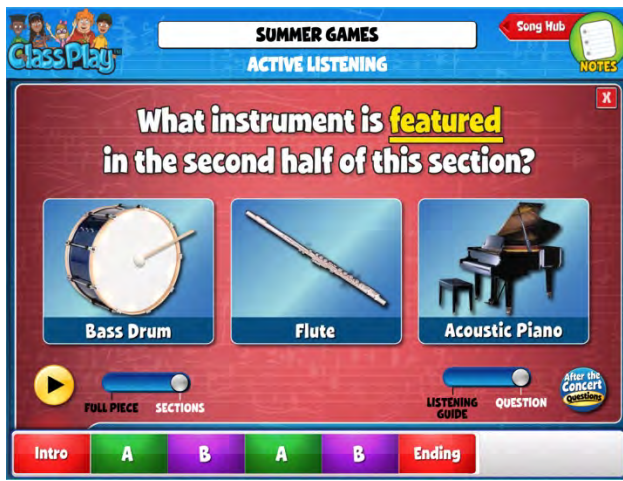 ClassPlay™
SUMMER GAMES
ACTIVE LISTENING
Song Hub
NOTES
X
What instrument is featured
in the second half of this section?
Bass Drum
Flute
Acoustic Piano
FULL PIECE
SECTIONS
LISTENING
GUIDE
QUESTION
After the
Concert
Questions
Intro
A
B
A
B
Ending